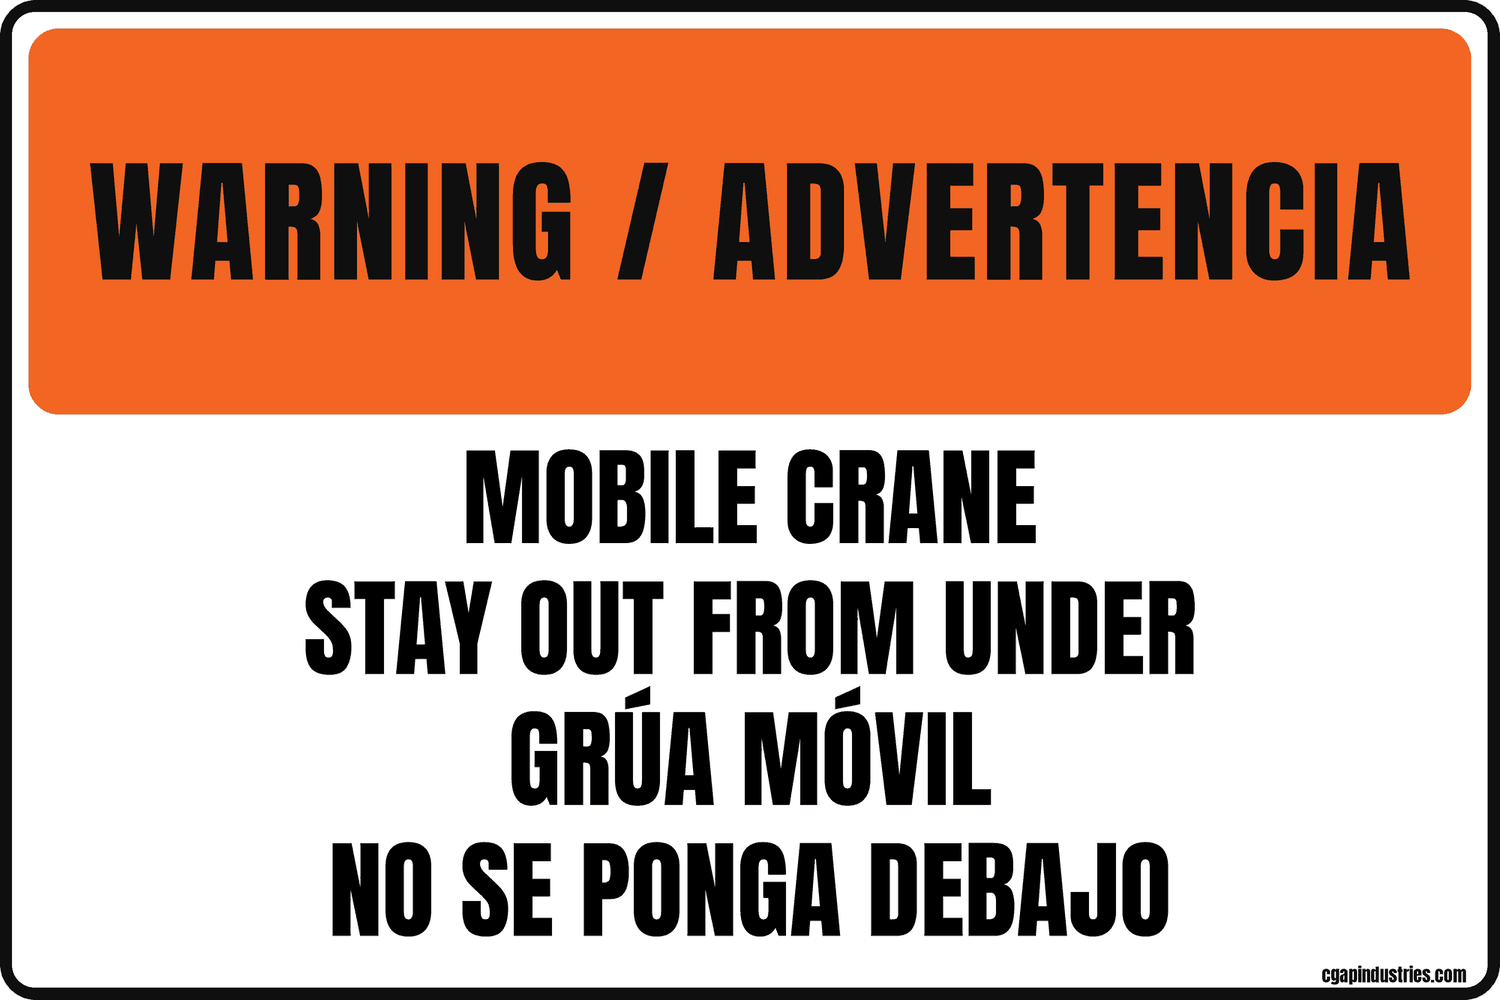 WARNING / ADVERTENCIA
MOBILE CRANE
STAY OUT FROM UNDER
GRÚA MÓVIL
NO SE PONGA DEBAJO
cgapindustries.com